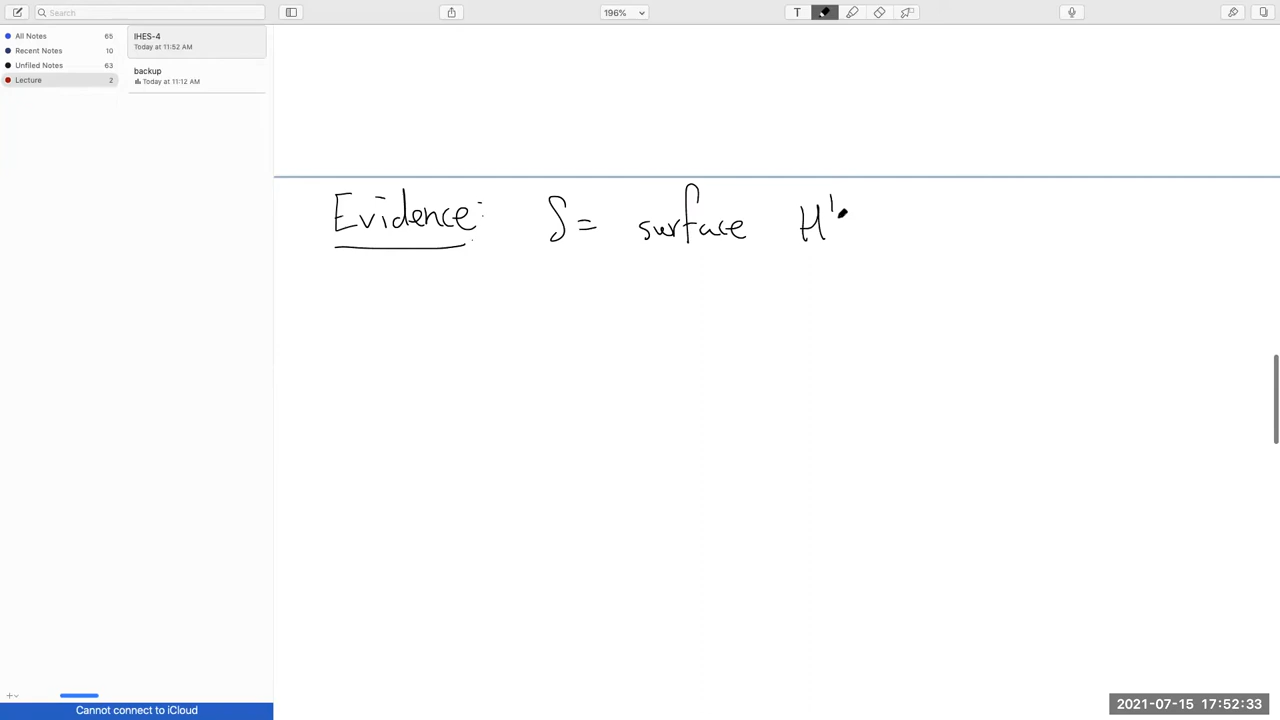 Search
196%
T
All Notes 65
Recent Notes 10
Unfiled Notes 63
Lecture 2
IHES-4
Today at 11:52 AM
backup
Today at 11:12 AM
Evidence: S = surface H'
Cannot connect to iCloud
2021-07-15 17:52:33